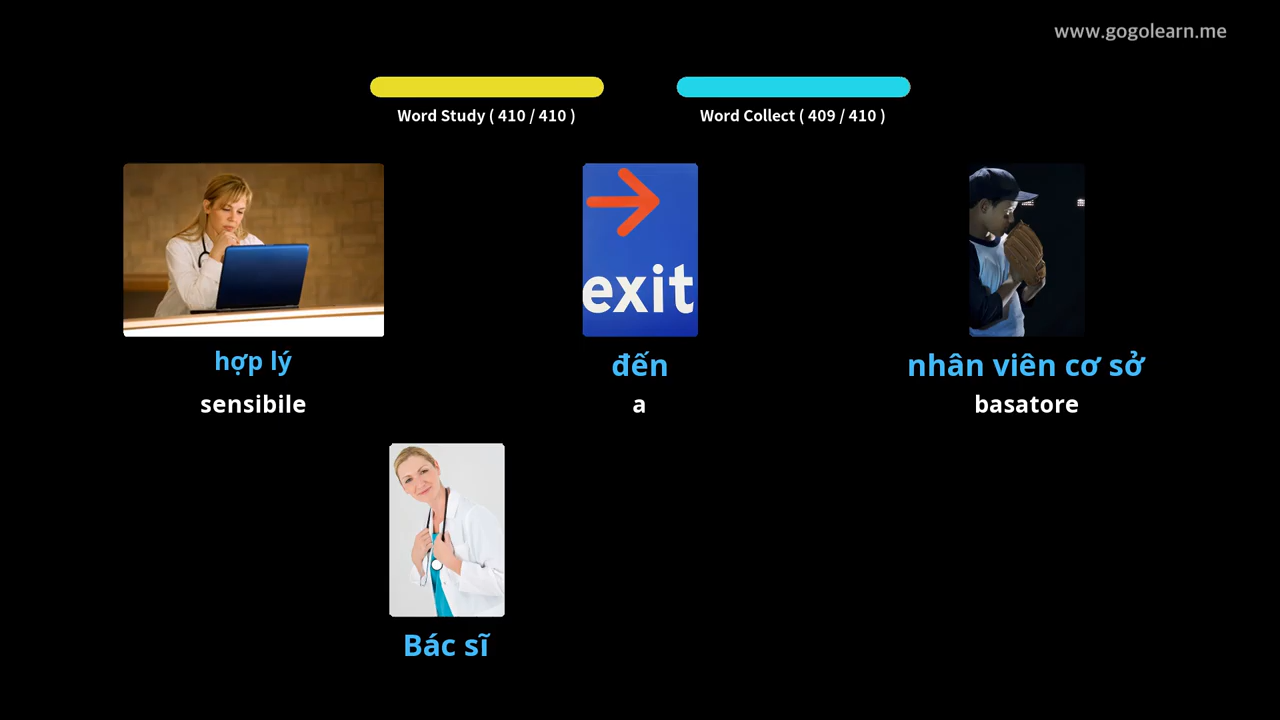 www.gogolearn.me
Word Study ( 410 / 410 )
Word Collect ( 409 / 410 )
exit
hợp lý
đến
nhân viên cơ sở
sensibile
a
basatore
Bác sĩ